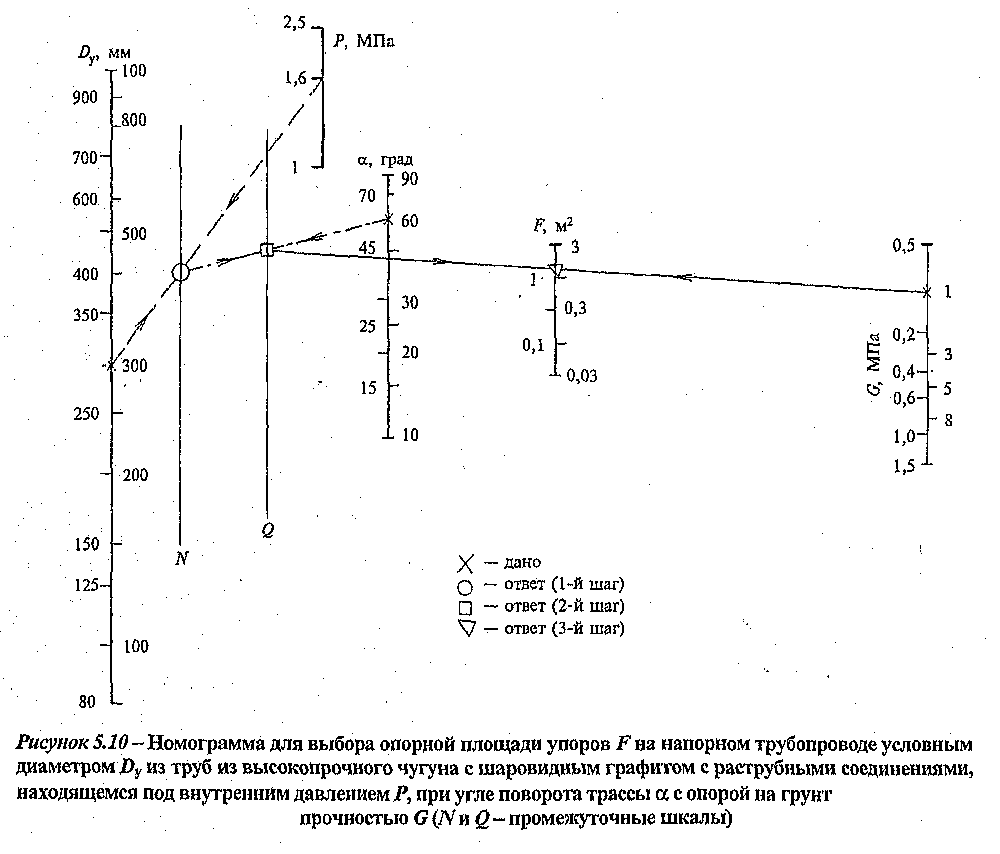 2,5
P, МПа
1,6
1
Dу, мм
100
900
800
700
600
500
400
350
300
250
200
150
125
100
80
N
Q
α, град
90
70
60
45
30
25
20
15
10
F, м²
3
1
0,3
0,1
0,03
0,5
1
0,2
3
0,4
5
0,6
8
1,0
1,5
G, МПа
× – дано
○ – ответ (1-й шаг)
□ – ответ (2-й шаг)
▽ – ответ (3-й шаг)
Рисунок 5.10 – Номограмма для выбора опорной площади упоров F на напорном трубопроводе условным
диаметром Dу из труб из высокопрочного чугуна с шаровидным графитом с раструбными соединениями,
находящемся под внутренним давлением P, при угле поворота трассы α с опорой на грунт
прочностью G (N и Q – промежуточные шкалы)